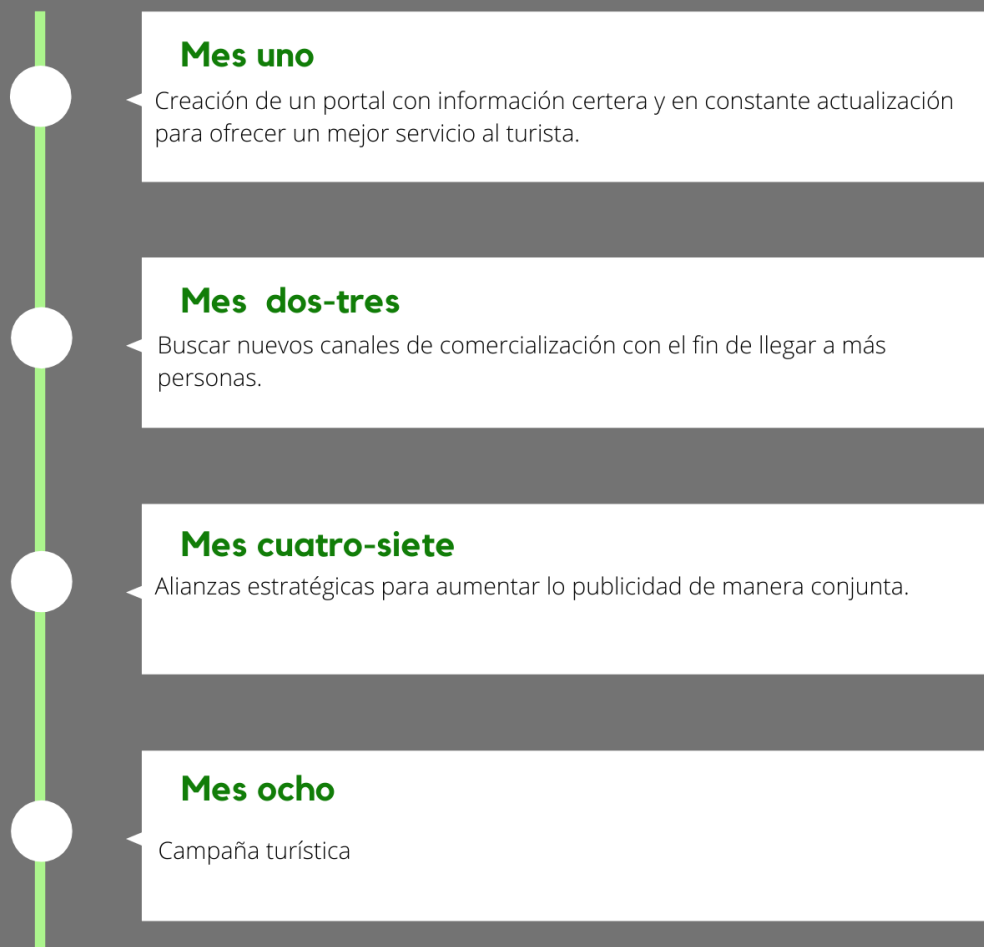 Mes uno
Creación de un portal con información certera y en constante actualización
para ofrecer un mejor servicio al turista.
Mes dos-tres
Buscar nuevos canales de comercialización con el fin de llegar a más
personas.
Mes cuatro-siete
Alianzas estratégicas para aumentar lo publicidad de manera conjunta.
Mes ocho
Campaña turística